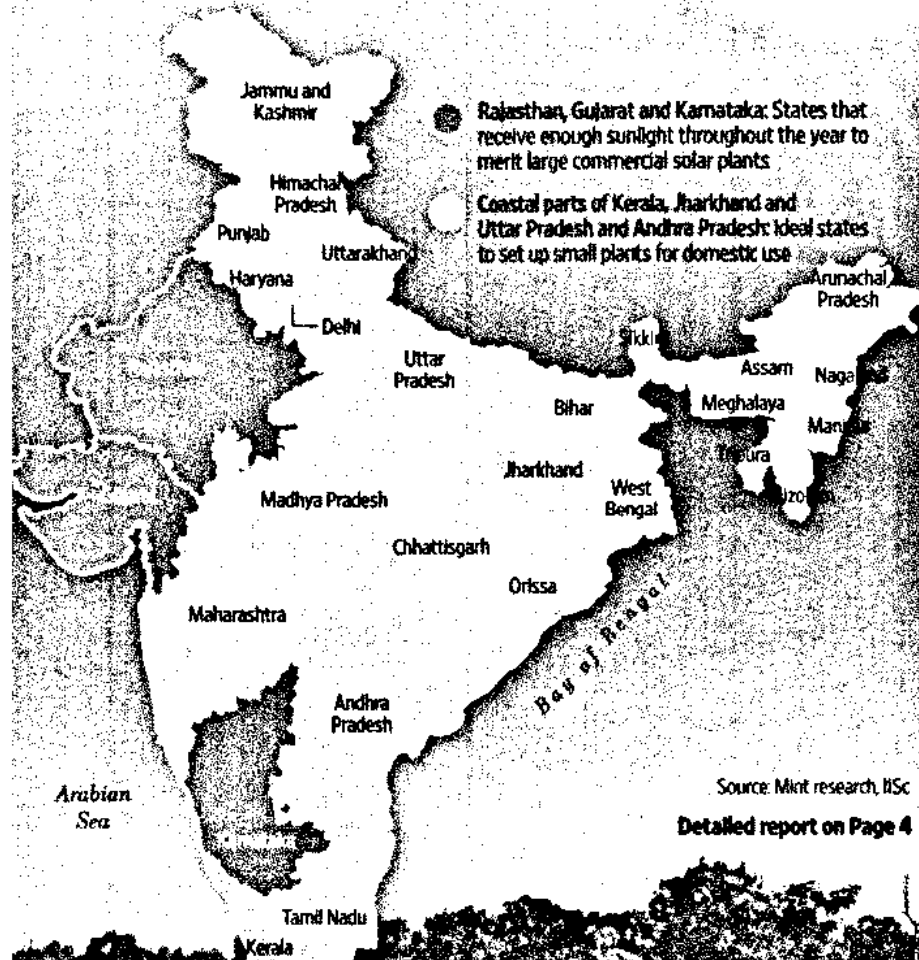 Jammu and
Kashmir
Rajasthan, Gujarat and Karnataka: States that
receive enough sunlight throughout the year to
merit large commercial solar plants
Himachal
Pradesh
Coastal parts of Kerala, Jharkhand and
Uttar Pradesh and Andhra Pradesh: Ideal states
to set up small plants for domestic use
Punjab
Uttarakhand
Haryana
Arunachal
Pradesh
Delhi
Uttar
Pradesh
Assam
Bihar
Meghalaya
Jharkhand
Madhya Pradesh
West
Bengal
Chhattisgarh
Orissa
Maharashtra
Bay of Bengal
Andhra
Pradesh
Arabian
Sea
Source: Mint research, IISc
Detailed report on Page 4
Tamil Nadu
Kerala